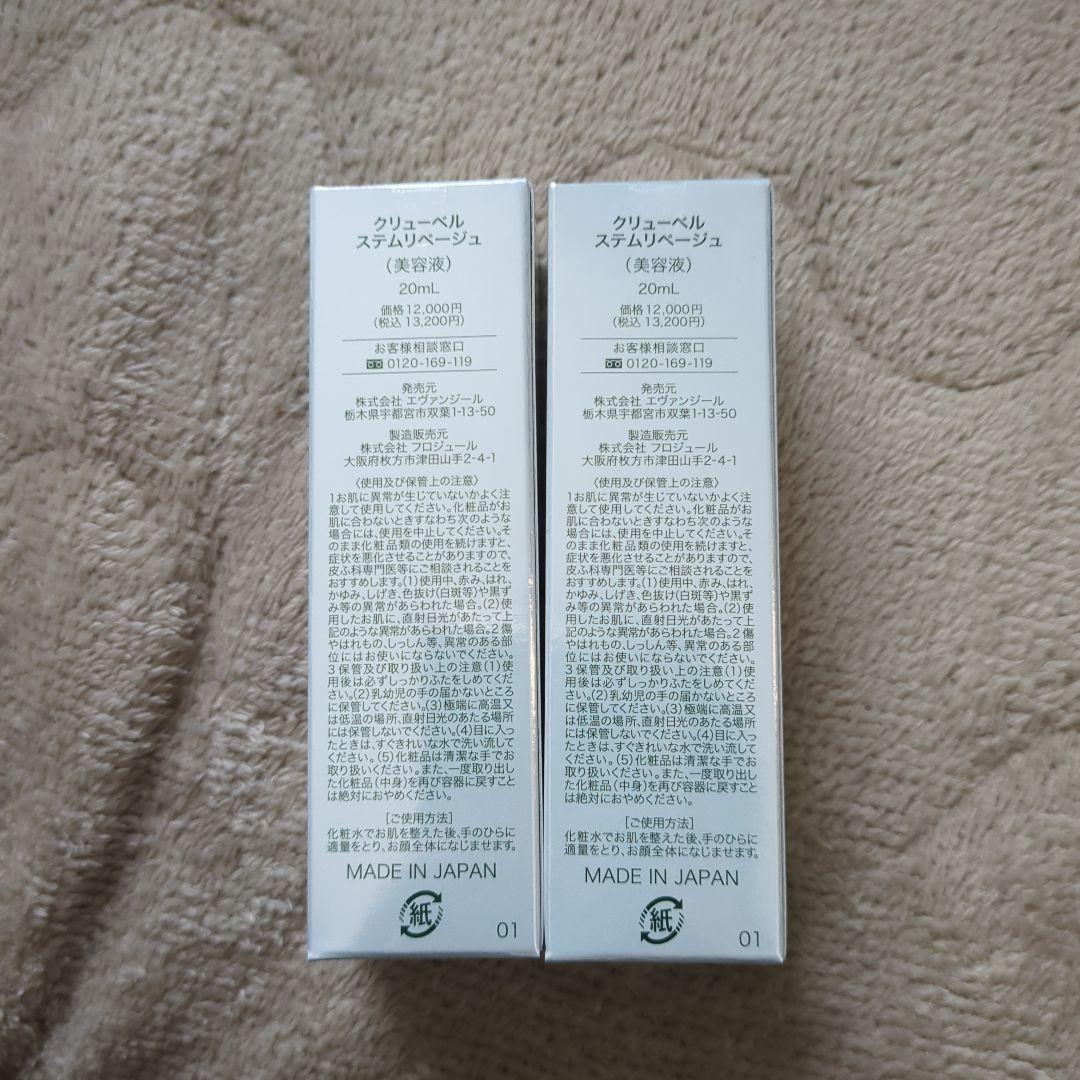 クリューベル
ステムリページュ
（美容液）
20mL
価格12,000円
（税込 13,200円）
お客様相談窓口
0120-169-119
発売元
株式会社 エヴァンジール
栃木県宇都宮市双葉1-13-50
製造販売元
株式会社 フロジュール
大阪府枚方市津田山手2-4-1
〈使用及び保管上の注意〉
1お肌に異常が生じていないかよく注
意して使用してください。化粧品がお
肌に合わないときすなわち次のような
場合には、使用を中止してください。そ
のまま化粧品類の使用を続けますと、
症状を悪化させることがありますので、
皮ふ科専門医等にご相談されることを
おすすめします。(1)使用中、赤み、はれ、
かゆみ、しげき、色抜け(白斑等)や黒ず
み等の異常があらわれた場合。(2)使
用したお肌に、直射日光があたって上
記のような異常があらわれた場合。2 傷
やはれもの、しっしん等、異常のある部
位にはお使いにならないでください。
3 保管及び取り扱い上の注意(1)使
用後は必ずしっかりふたをしめてくだ
さい。(2)乳幼児の手の届かないところ
に保管してください。(3)極端に高温又
は低温の場所、直射日光のあたる場所
には保管しないでください。(4)目に入っ
たときは、すぐきれいな水で洗い流して
ください。(5)化粧品は清潔な手でお
取り扱いください。また、一度取り出し
た化粧品(中身)を再び容器に戻すこと
は絶対におやめください。
[ご使用方法]
化粧水でお肌を整えた後、手のひらに
適量をとり、お顔全体になじませます。
MADE IN JAPAN
紙
01
クリューベル
ステムリページュ
（美容液）
20mL
価格12,000円
（税込 13,200円）
お客様相談窓口
0120-169-119
発売元
株式会社 エヴァンジール
栃木県宇都宮市双葉1-13-50
製造販売元
株式会社 フロジュール
大阪府枚方市津田山手2-4-1
〈使用及び保管上の注意〉
1お肌に異常が生じていないかよく注
意して使用してください。化粧品がお
肌に合わないときすなわち次のような
場合には、使用を中止してください。そ
のまま化粧品類の使用を続けますと、
症状を悪化させることがありますので、
皮ふ科専門医等にご相談されることを
おすすめします。(1)使用中、赤み、はれ、
かゆみ、しげき、色抜け(白斑等)や黒ず
み等の異常があらわれた場合。(2)使
用したお肌に、直射日光があたって上
記のような異常があらわれた場合。2 傷
やはれもの、しっしん等、異常のある部
位にはお使いにならないでください。
3 保管及び取り扱い上の注意(1)使
用後は必ずしっかりふたをしめてくだ
さい。(2)乳幼児の手の届かないところ
に保管してください。(3)極端に高温又
は低温の場所、直射日光のあたる場所
には保管しないでください。(4)目に入っ
たときは、すぐきれいな水で洗い流して
ください。(5)化粧品は清潔な手でお
取り扱いください。また、一度取り出し
た化粧品(中身)を再び容器に戻すこと
は絶対におやめください。
[ご使用方法]
化粧水でお肌を整えた後、手のひらに
適量をとり、お顔全体になじませます。
MADE IN JAPAN
紙
01